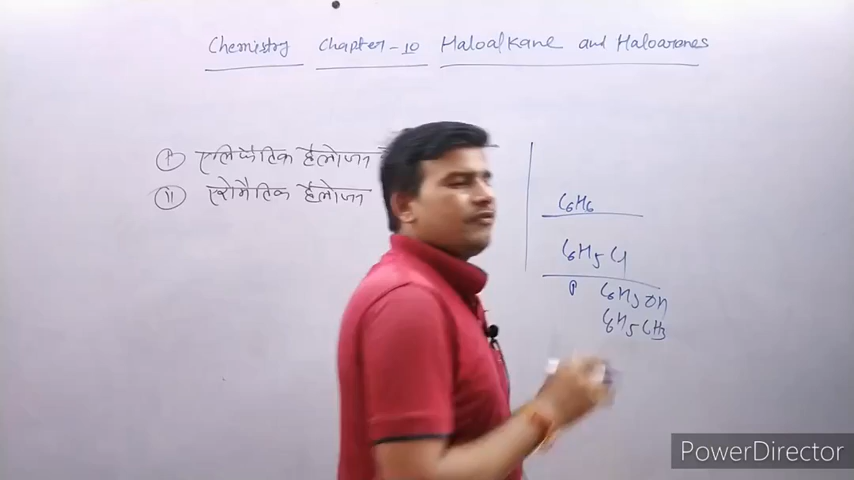 Chemistry Chapter-10 Haloalkane and Haloarenes
(i) एलिफैटिक हैलोजन
(ii) एरोमैटिक हैलोजन
C6H6
C6H5Cl
C6H5OH
C6H5CH3
PowerDirector